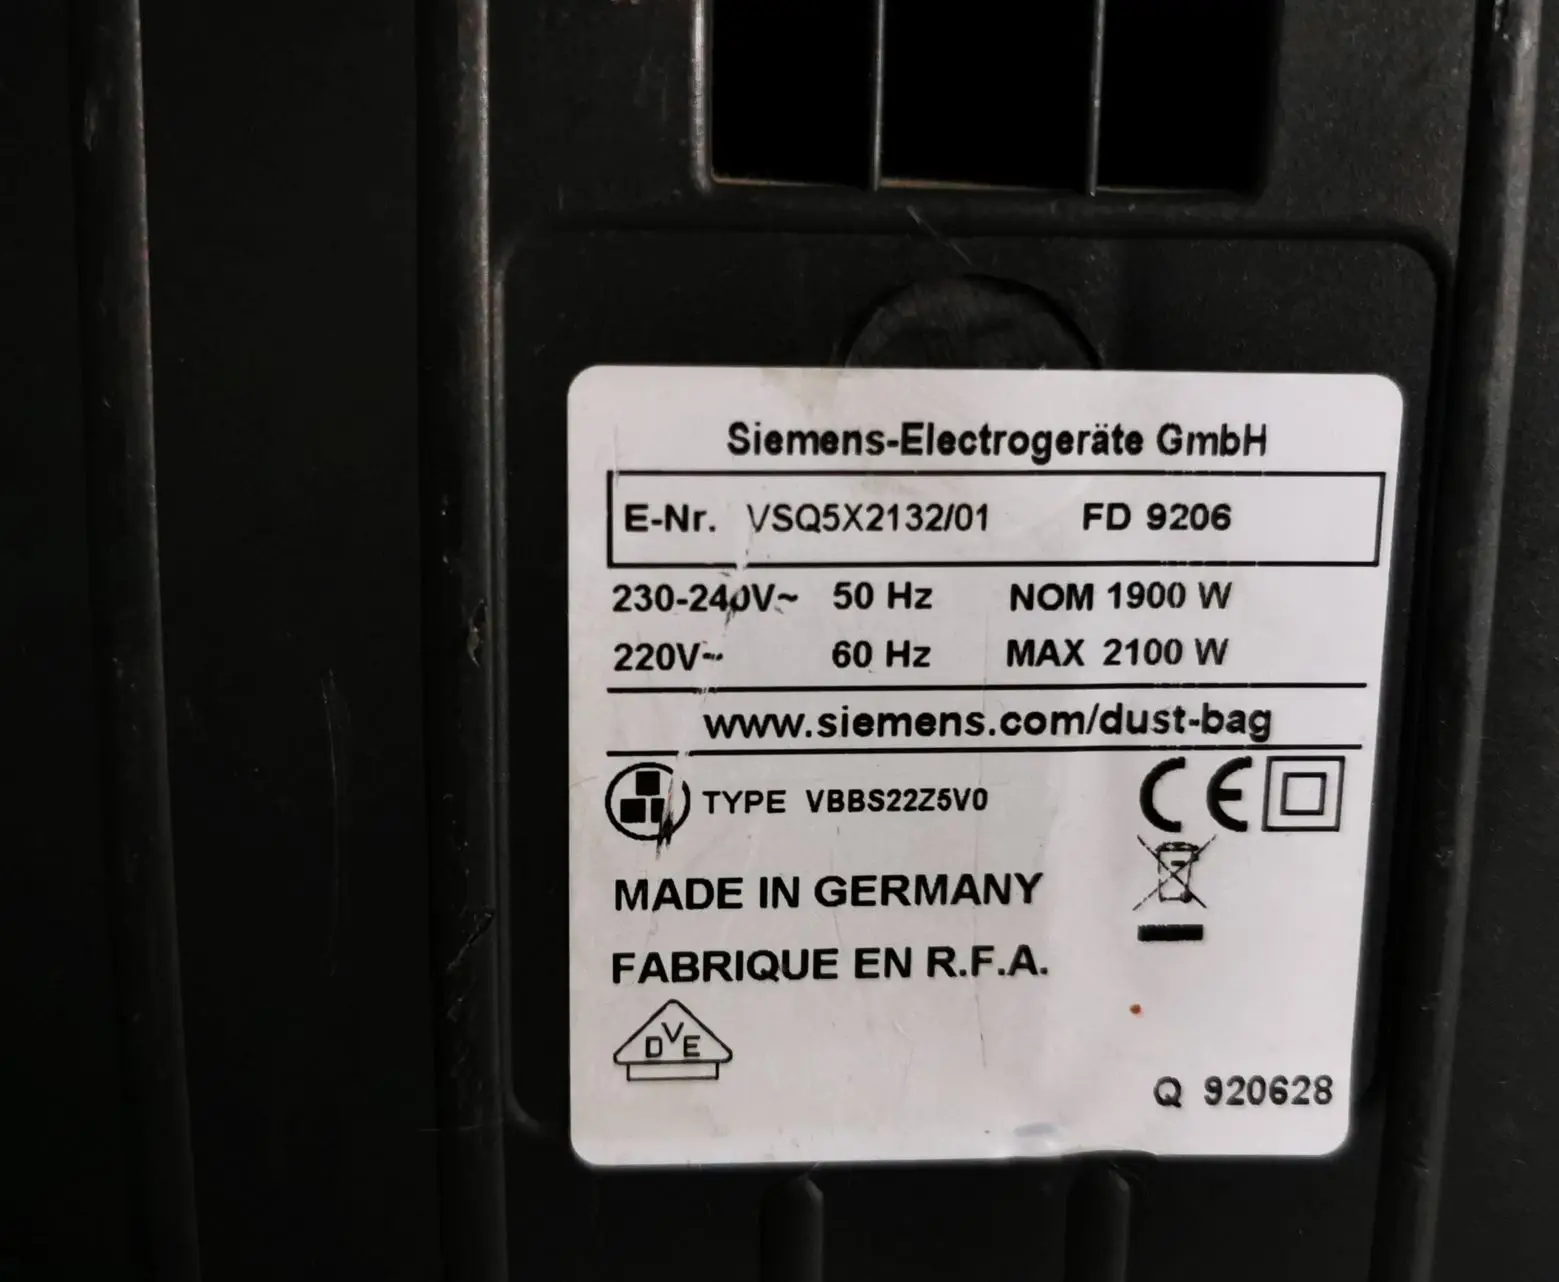 Siemens-Electrogeräte GmbH
E-Nr. VSQ5X2132/01 FD 9206
230-240V~ 50 Hz NOM 1900 W
220V~ 60 Hz MAX 2100 W
www.siemens.com/dust-bag
TYPE VBBS22Z5V0
CE
MADE IN GERMANY
FABRIQUE EN R.F.A.
DVE
Q 920628